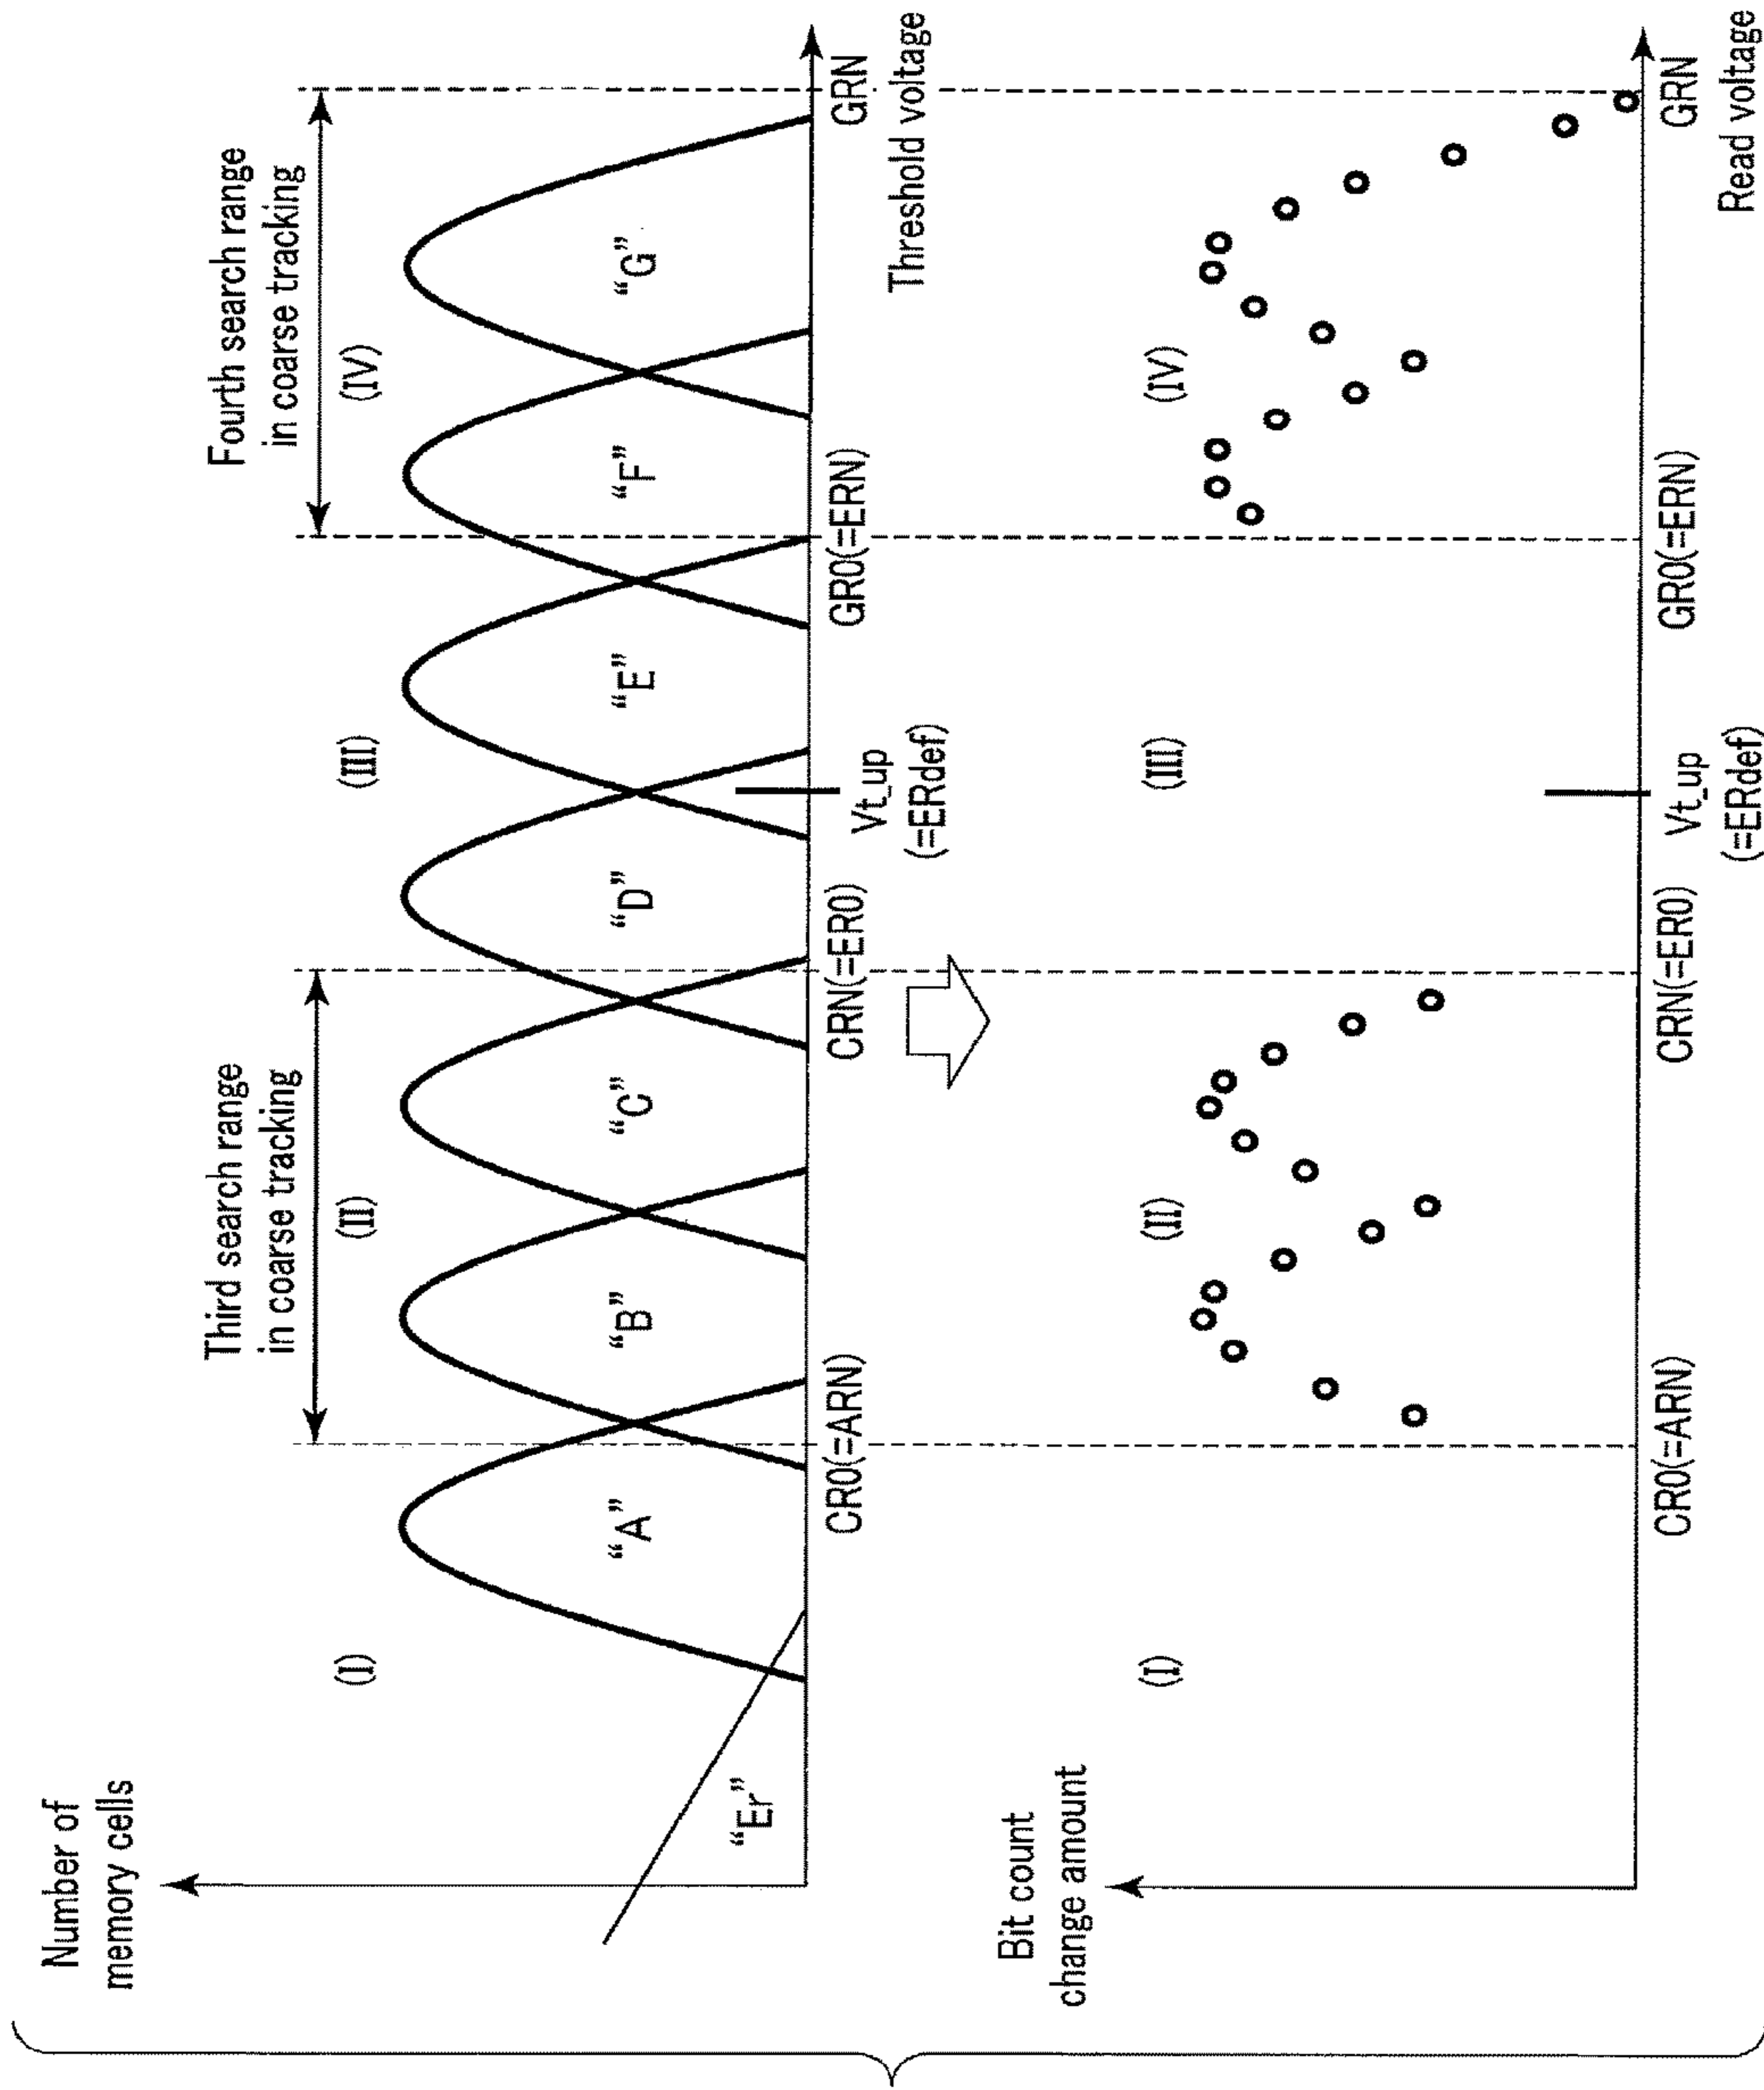 Number of
memory cells
Third search range
in coarse tracking
Fourth search range
in coarse tracking
(I)
(II)
(III)
(IV)
“Er”
“A”
“B”
“C”
“D”
“E”
“F”
“G”
CR0(=ARN)
CRN(=ER0)
Vt_up
(=ERdef)
GR0(=ERN)
GRN
Threshold voltage
Bit count
change amount
(I)
(II)
(III)
(IV)
CR0(=ARN)
CRN(=ER0)
Vt_up
(=ERdef)
GR0(=ERN)
GRN
Read voltage